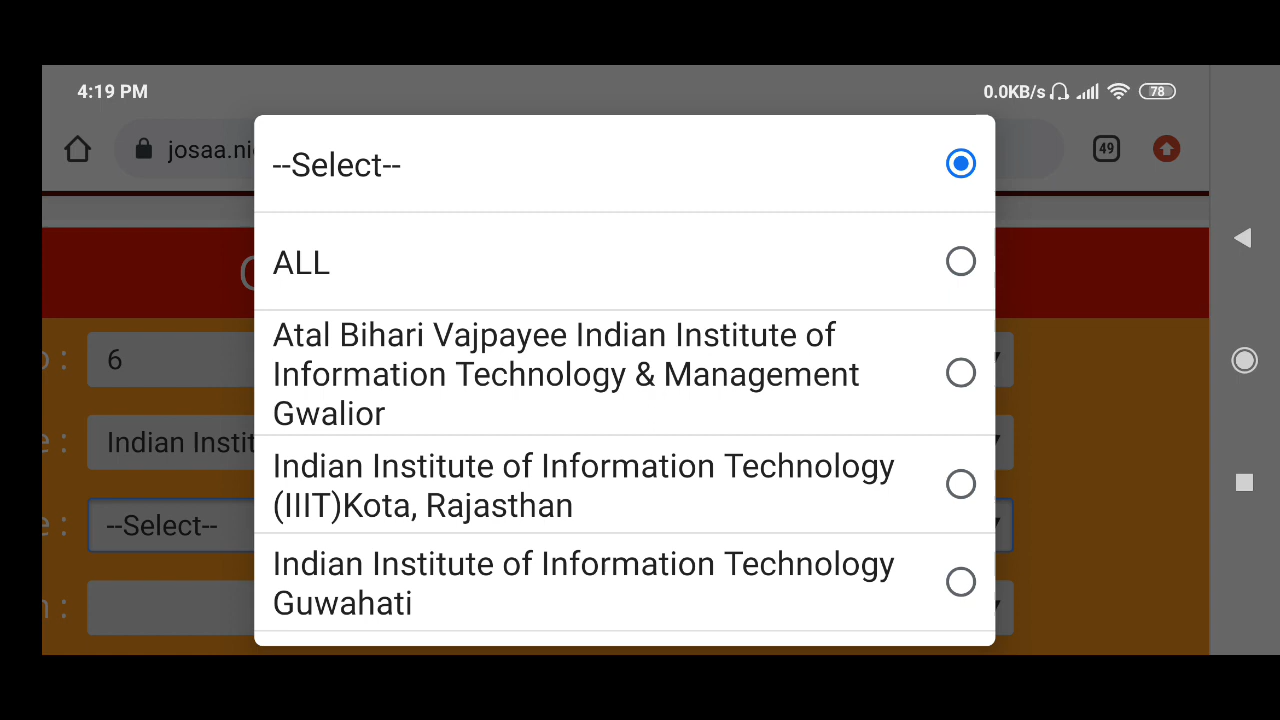 4:19 PM
0.0KB/s
78
josaa.ni
49
--Select--
ALL
Atal Bihari Vajpayee Indian Institute of
Information Technology & Management
Gwalior
Indian Institute of Information Technology
(IIIT)Kota, Rajasthan
Indian Institute of Information Technology
Guwahati
6
Indian Instit
--Select--